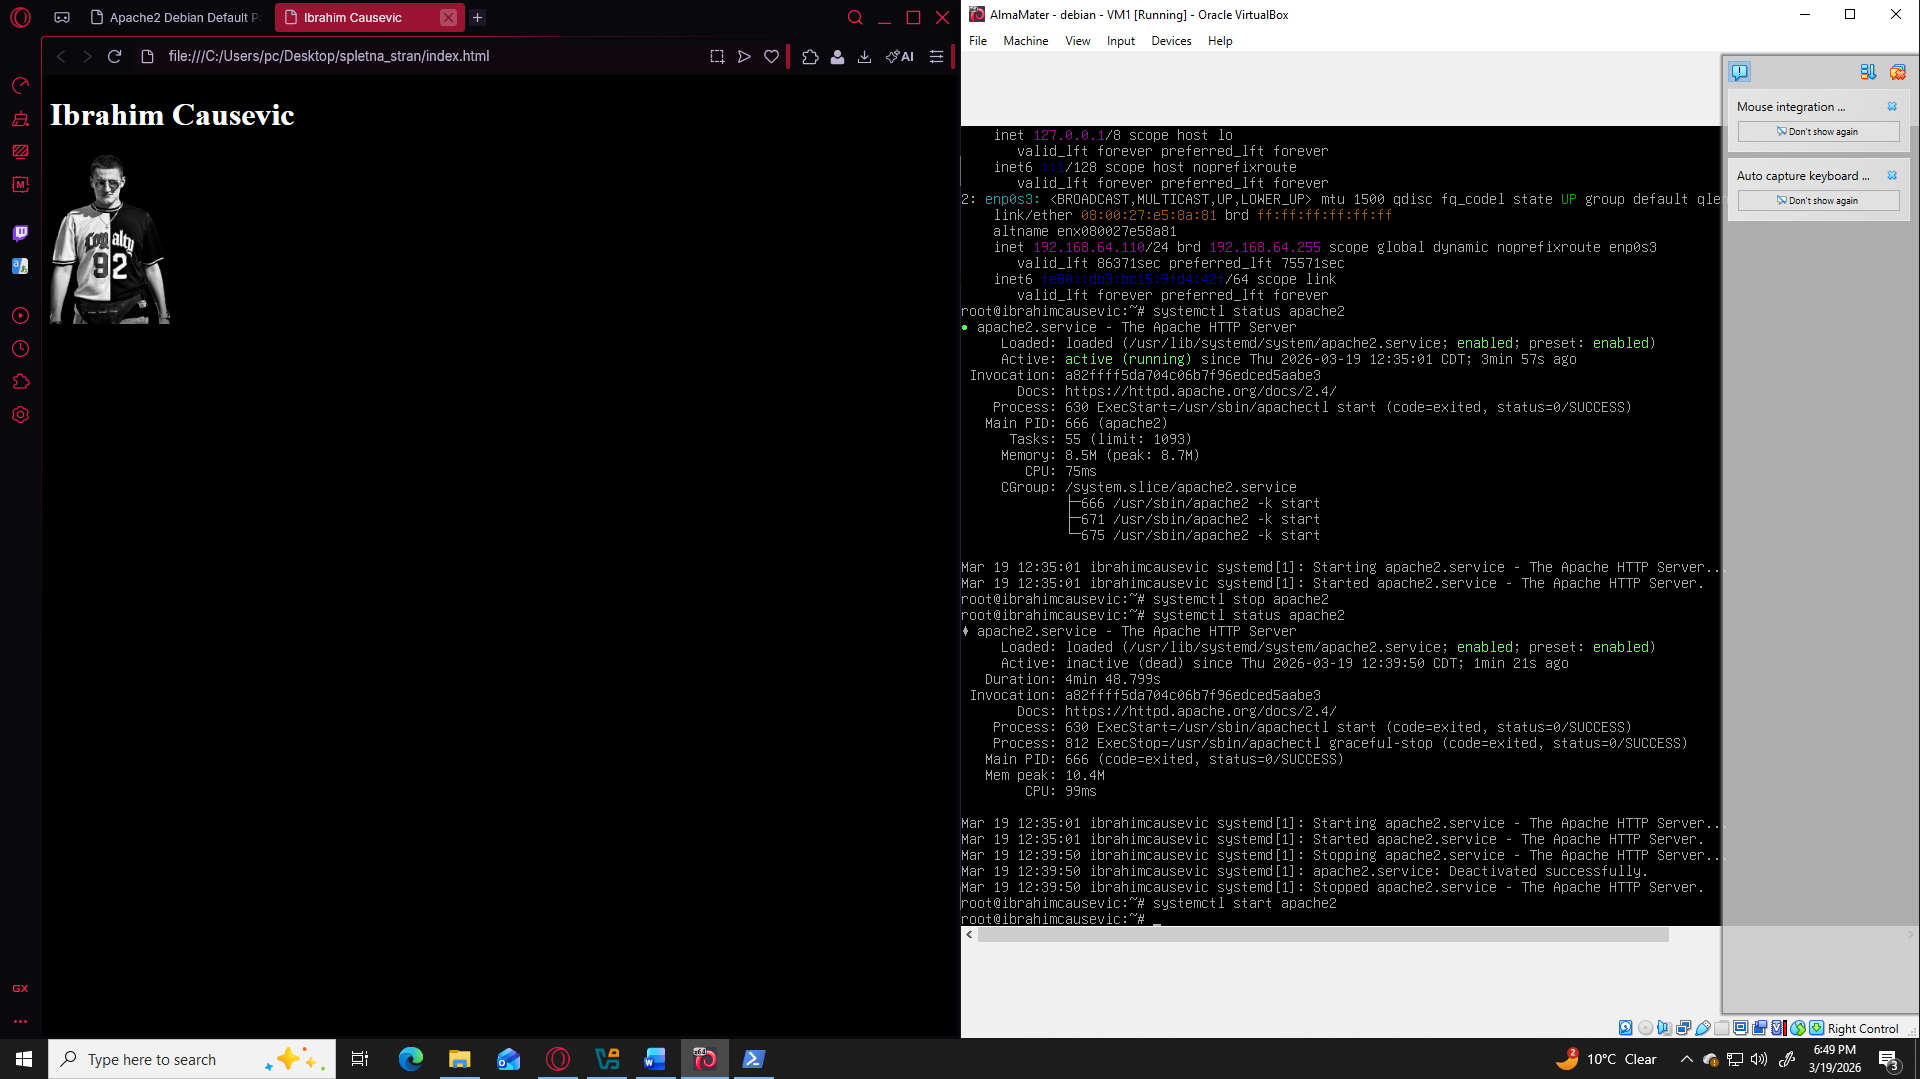 Apache2 Debian Default P
Ibrahim Causevic
file:///C:/Users/pc/Desktop/spletna_stran/index.html
AI
Ibrahim Causevic
loyalty
92
GX
AlmaMater - debian - VM1 [Running] - Oracle VirtualBox
File Machine View Input Devices Help
Mouse integration ...
Don't show again
Auto capture keyboard ...
Don't show again
inet 127.0.0.1/8 scope host lo
valid_lft forever preferred_lft forever
inet6 ::1/128 scope host noprefixroute
valid_lft forever preferred_lft forever
2: enp0s3: <BROADCAST,MULTICAST,UP,LOWER_UP> mtu 1500 qdisc fq_codel state UP group default qlen
link/ether 08:00:27:e5:8a:81 brd ff:ff:ff:ff:ff:ff
altname enx080027e58a81
inet 192.168.64.110/24 brd 192.168.64.255 scope global dynamic noprefixroute enp0s3
valid_lft 86371sec preferred_lft 75571sec
inet6 /64 scope link
valid_lft forever preferred_lft forever
root@ibrahimcausevic:~# systemctl status apache2
● apache2.service - The Apache HTTP Server
Loaded: loaded (/usr/lib/systemd/system/apache2.service; enabled; preset: enabled)
Active: active (running) since Thu 2026-03-19 12:35:01 CDT; 3min 57s ago
Invocation: a82ffff5da704c06b7f96edced5aabe3
Docs: https://httpd.apache.org/docs/2.4/
Process: 630 ExecStart=/usr/sbin/apachectl start (code=exited, status=0/SUCCESS)
Main PID: 666 (apache2)
Tasks: 55 (limit: 1093)
Memory: 8.5M (peak: 8.7M)
CPU: 75ms
CGroup: /system.slice/apache2.service
├─666 /usr/sbin/apache2 -k start
├─671 /usr/sbin/apache2 -k start
└─675 /usr/sbin/apache2 -k start
Mar 19 12:35:01 ibrahimcausevic systemd[1]: Starting apache2.service - The Apache HTTP Server...
Mar 19 12:35:01 ibrahimcausevic systemd[1]: Started apache2.service - The Apache HTTP Server.
root@ibrahimcausevic:~# systemctl stop apache2
root@ibrahimcausevic:~# systemctl status apache2
♦ apache2.service - The Apache HTTP Server
Loaded: loaded (/usr/lib/systemd/system/apache2.service; enabled; preset: enabled)
Active: inactive (dead) since Thu 2026-03-19 12:39:50 CDT; 1min 21s ago
Duration: 4min 48.799s
Invocation: a82ffff5da704c06b7f96edced5aabe3
Docs: https://httpd.apache.org/docs/2.4/
Process: 630 ExecStart=/usr/sbin/apachectl start (code=exited, status=0/SUCCESS)
Process: 812 ExecStop=/usr/sbin/apachectl graceful-stop (code=exited, status=0/SUCCESS)
Main PID: 666 (code=exited, status=0/SUCCESS)
Mem peak: 10.4M
CPU: 99ms
Mar 19 12:35:01 ibrahimcausevic systemd[1]: Starting apache2.service - The Apache HTTP Server...
Mar 19 12:35:01 ibrahimcausevic systemd[1]: Started apache2.service - The Apache HTTP Server.
Mar 19 12:39:50 ibrahimcausevic systemd[1]: Stopping apache2.service - The Apache HTTP Server...
Mar 19 12:39:50 ibrahimcausevic systemd[1]: apache2.service: Deactivated successfully.
Mar 19 12:39:50 ibrahimcausevic systemd[1]: Stopped apache2.service - The Apache HTTP Server.
root@ibrahimcausevic:~# systemctl start apache2
root@ibrahimcausevic:~# _
Right Control
Type here to search
2
10°C Clear
6:49 PM
3/19/2026
3